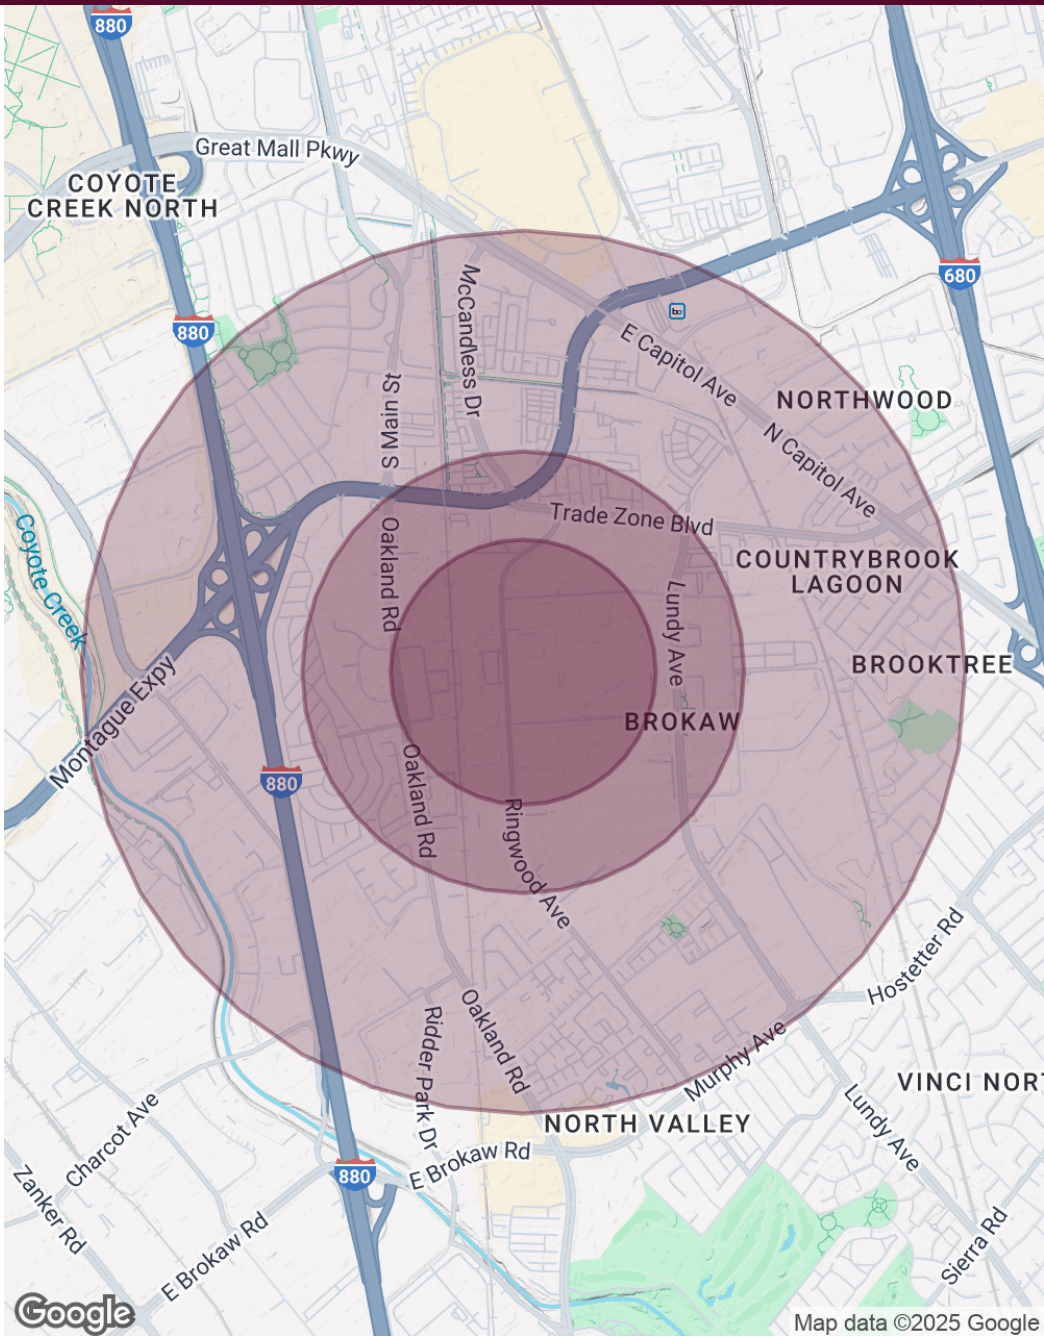 880
Great Mall Pkwy
COYOTE
CREEK NORTH
680
880
McCandless Dr
E Capitol Ave
S Main St
NORTHWOOD
N Capitol Ave
Trade Zone Blvd
Coyote Creek
Oakland Rd
COUNTRYBROOK
LAGOON
Lundy Ave
BROOKTREE
Montague Expy
BROKAW
880
Oakland Rd
Ringwood Ave
Hostetter Rd
Oakland Rd
Ridder Park Dr
Murphy Ave
VINCI NORT
Charcot Ave
NORTH VALLEY
Lundy Ave
E Brokaw Rd
880
Zanker Rd
E Brokaw Rd
Sierra Rd
Google
Map data ©2025 Google